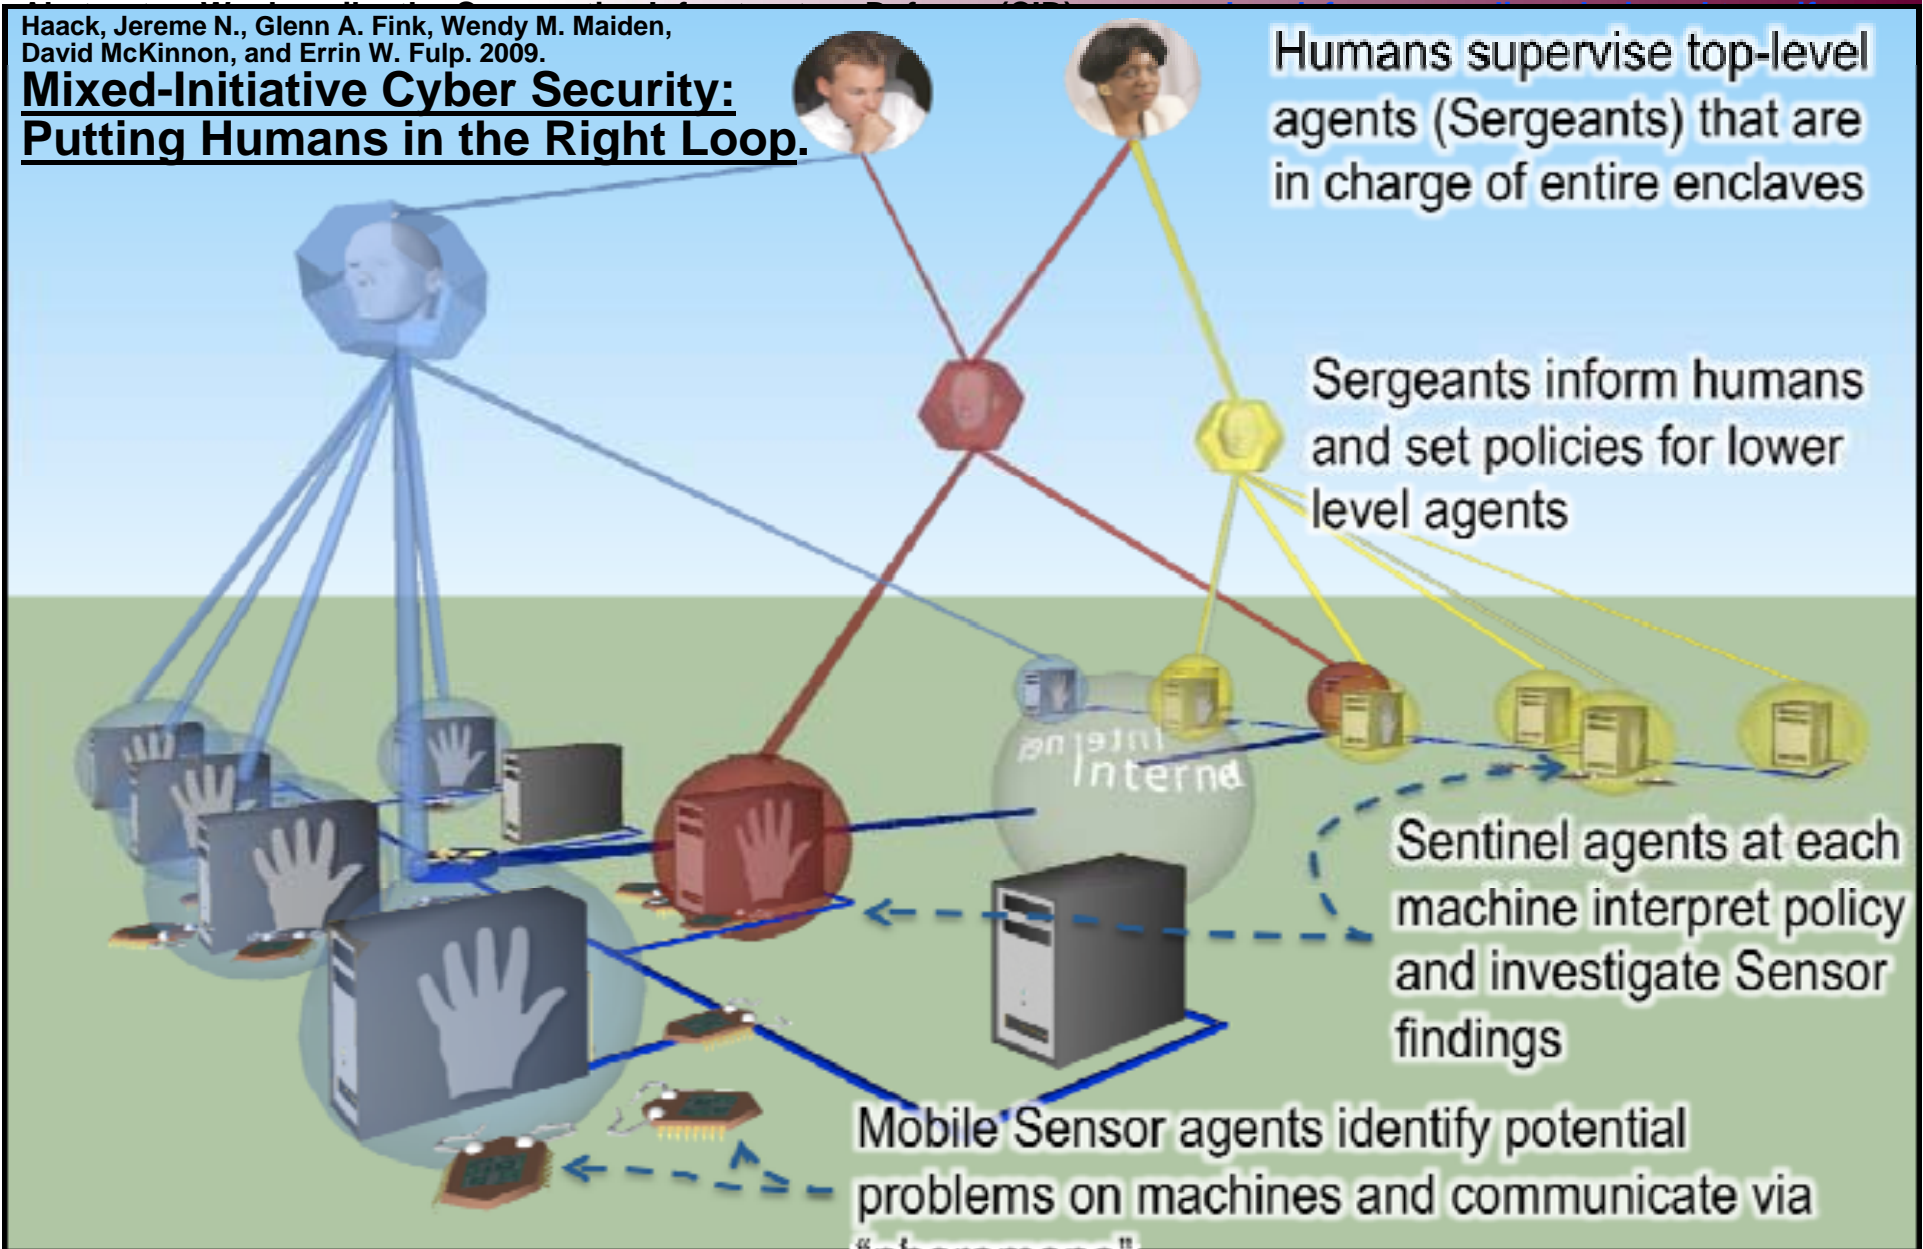 Haack, Jereme N., Glenn A. Fink, Wendy M. Maiden,
David McKinnon, and Errin W. Fulp. 2009.
Mixed-Initiative Cyber Security:
Putting Humans in the Right Loop.
Humans supervise top-level
agents (Sergeants) that are
in charge of entire enclaves
Sergeants inform humans
and set policies for lower
level agents
Internet
Sentinel agents at each
machine interpret policy
and investigate Sensor
findings
Mobile Sensor agents identify potential
problems on machines and communicate via